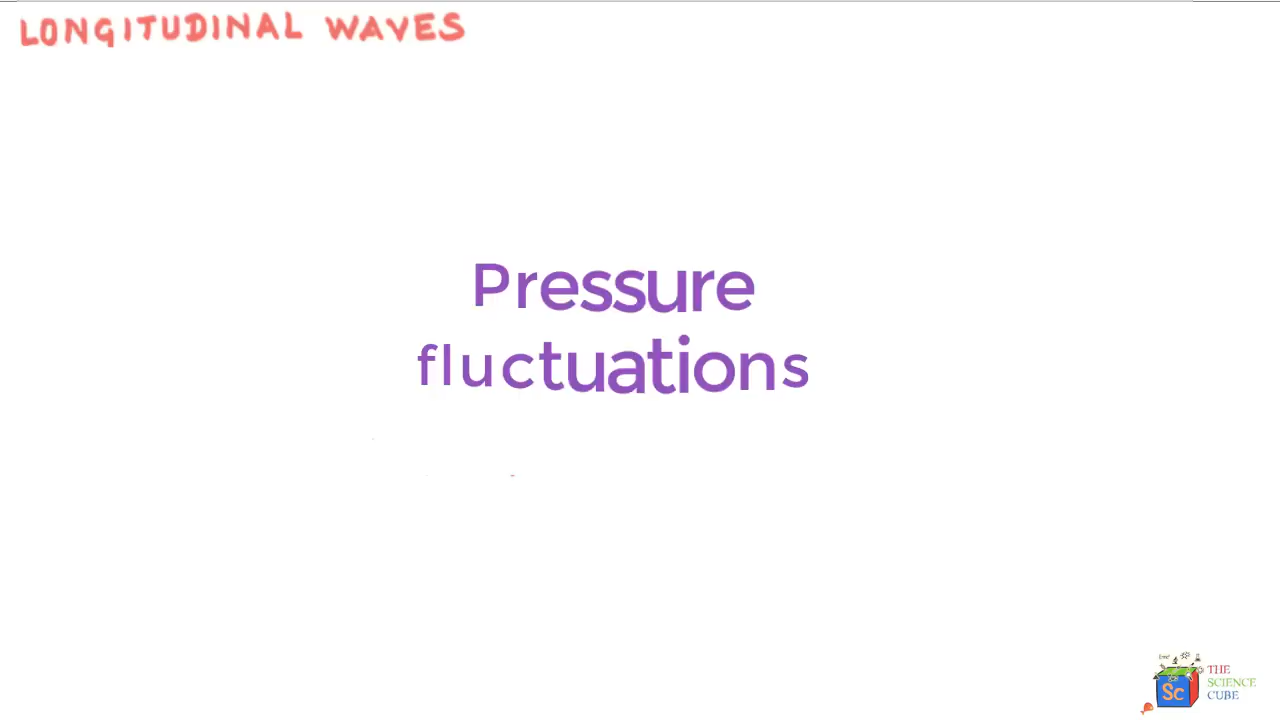 LONGITUDINAL WAVES
Pressure
fluctuations
Sc
THE
SCIENCE
CUBE